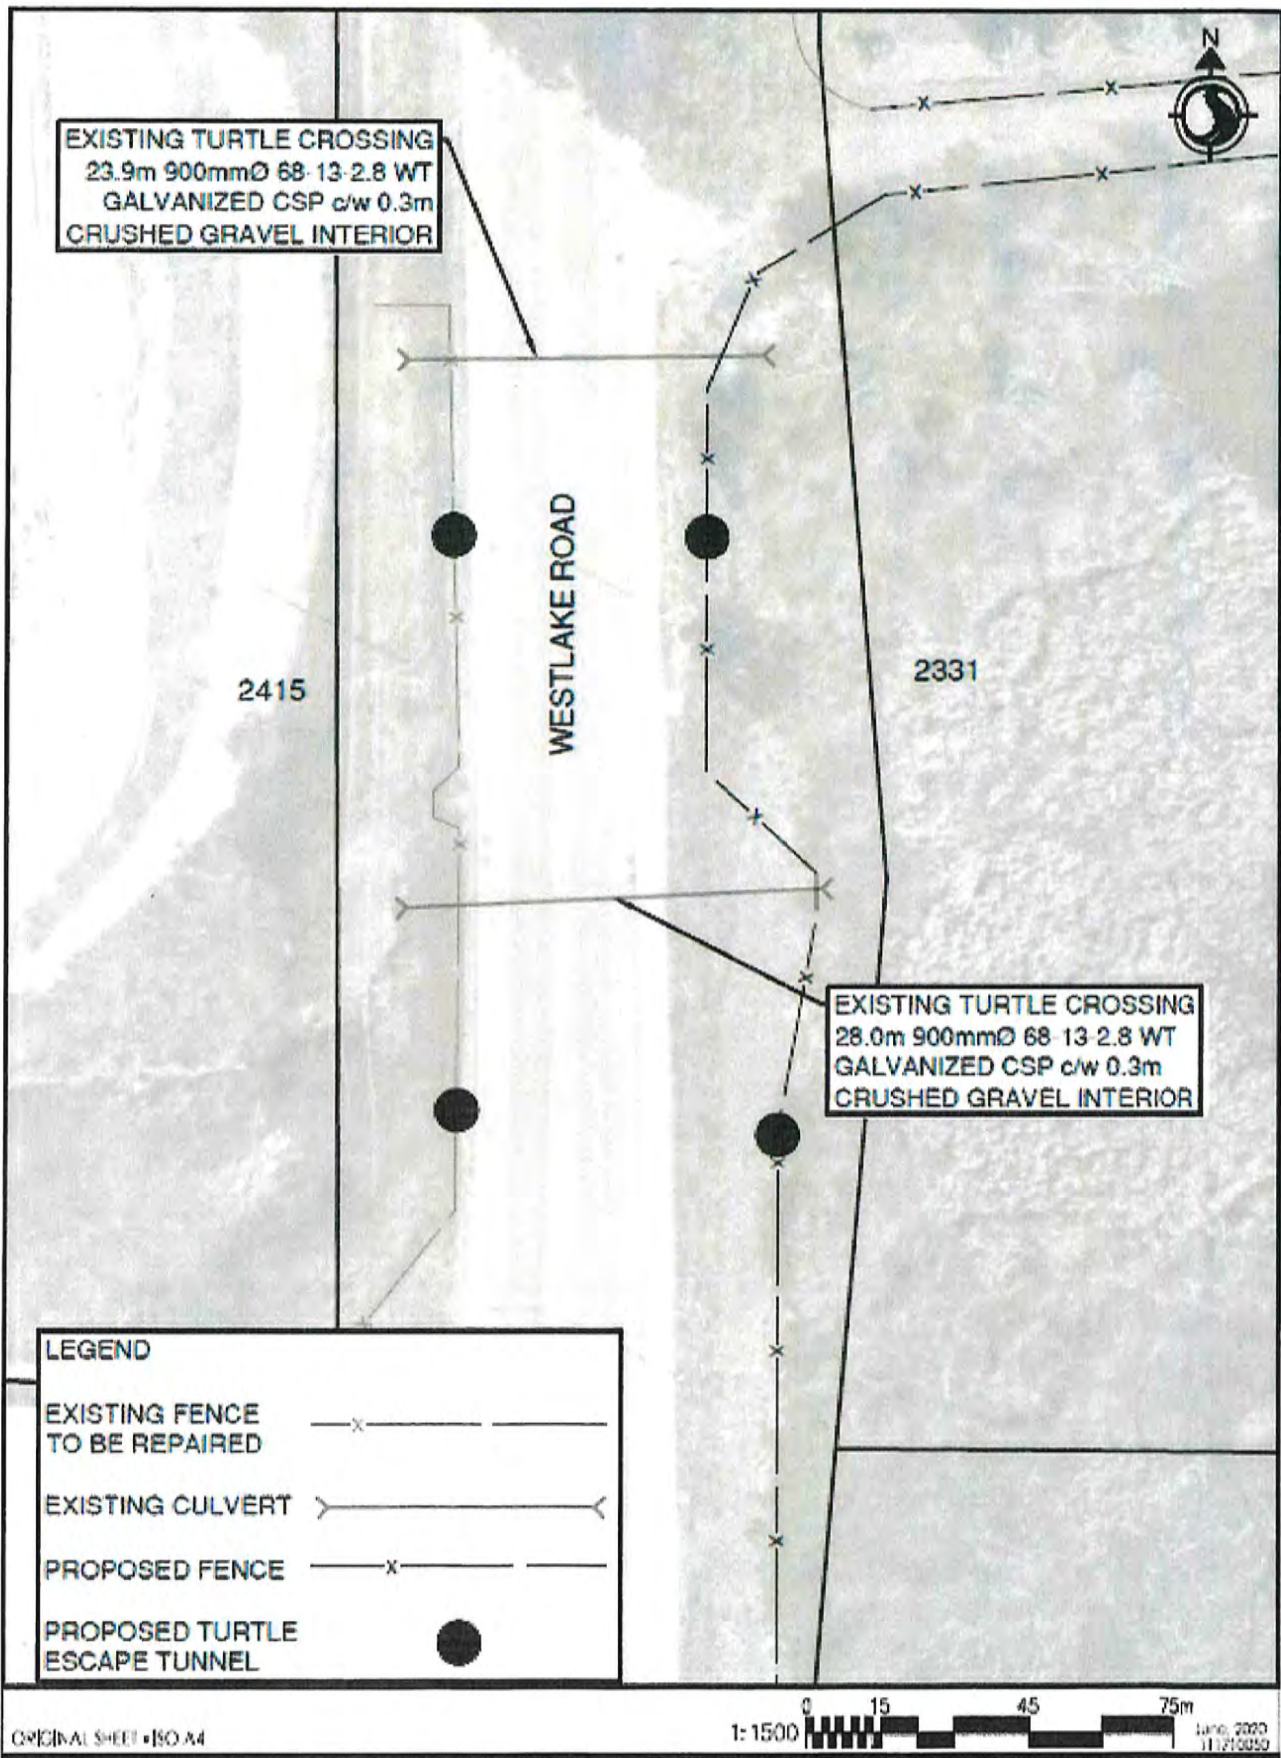 N
EXISTING TURTLE CROSSING
23.9m 900mmØ 68-13-2.8 WT
GALVANIZED CSP c/w 0.3m
CRUSHED GRAVEL INTERIOR
WESTLAKE ROAD
2415
2331
EXISTING TURTLE CROSSING
28.0m 900mmØ 68-13-2.8 WT
GALVANIZED CSP c/w 0.3m
CRUSHED GRAVEL INTERIOR
LEGEND
EXISTING FENCE
TO BE REPAIRED
EXISTING CULVERT
PROPOSED FENCE
PROPOSED TURTLE
ESCAPE TUNNEL
ORIGINAL SHEET - ISO A4
1:1500
0 15 45 75m
June, 2020